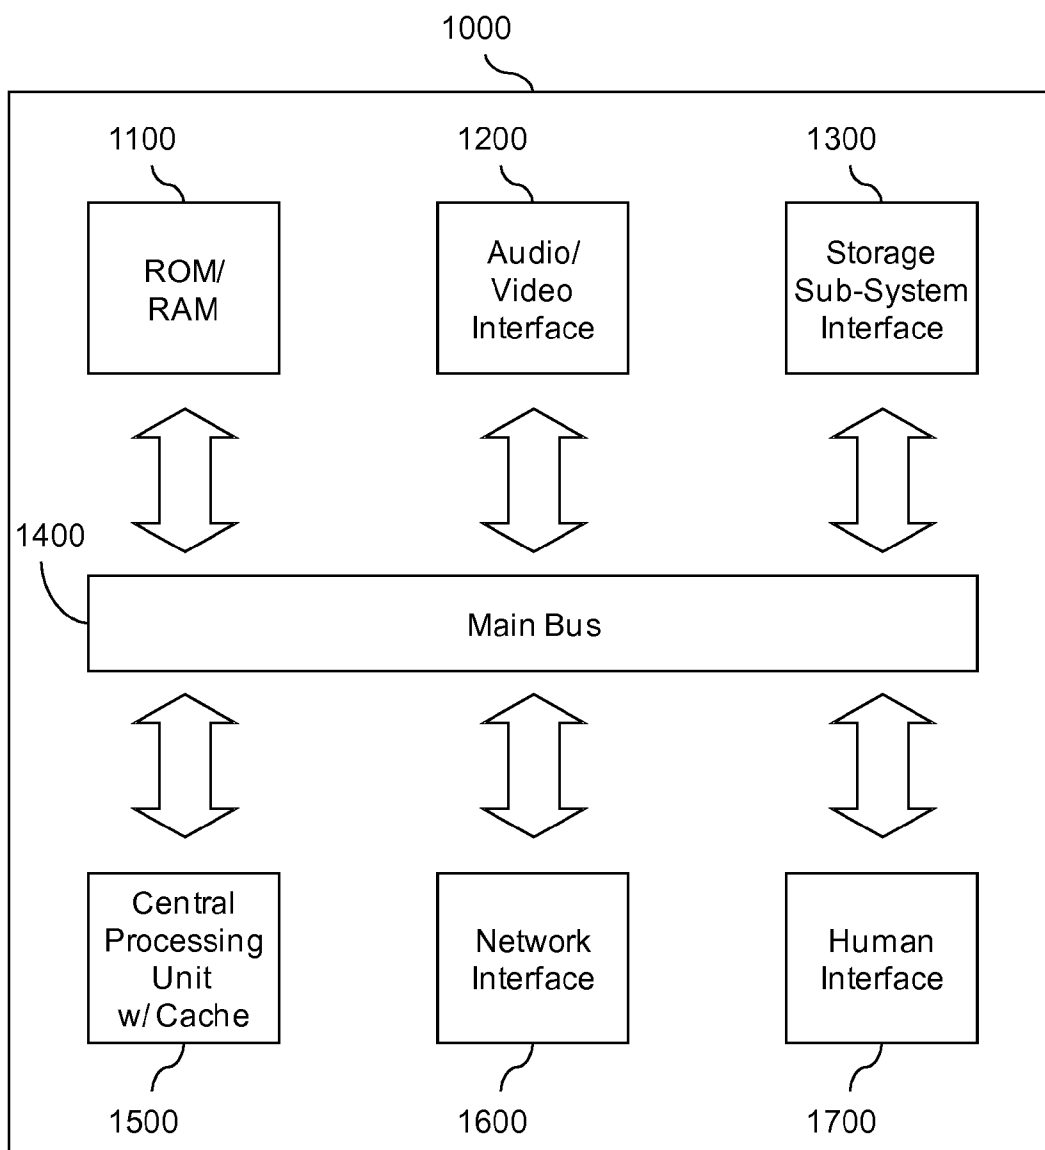 1000
1100
1200
1300
ROM/
RAM
Audio/
Video
Interface
Storage
Sub-System
Interface
1400
Main Bus
Central
Processing
Unit
w/ Cache
Network
Interface
Human
Interface
1500
1600
1700